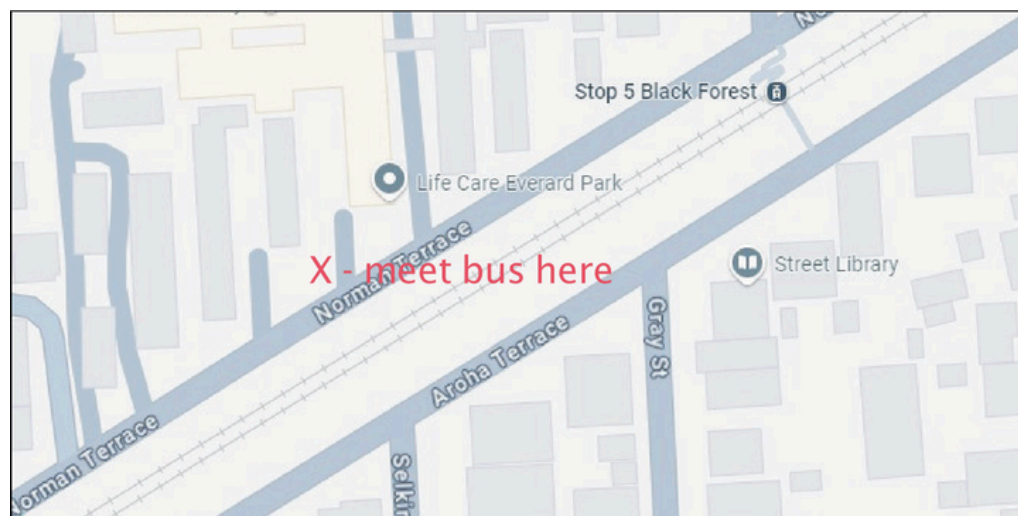 Stop 5 Black Forest
Life Care Everard Park
Norman Terrace
X - meet bus here
Street Library
Gray St
Aroha Terrace
Norman Terrace